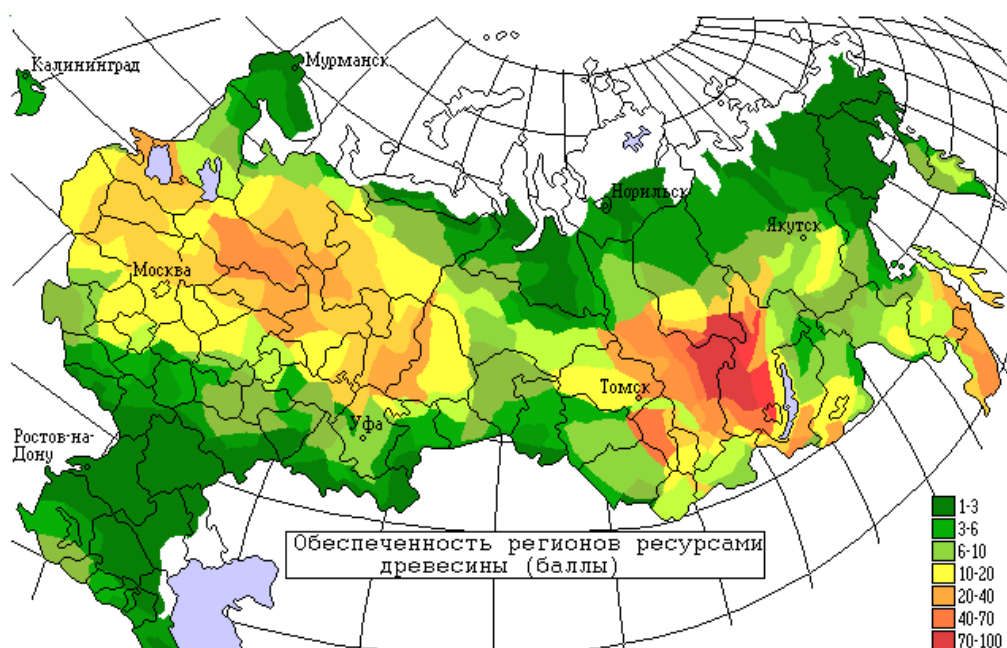 Калининград
Мурманск
Норильск
Якутск
Москва
Томск
Уфа
Ростов-на-
Дону
Обеспеченность регионов ресурсами
древесины (баллы)
1-3
3-6
6-10
10-20
20-40
40-70
70-100